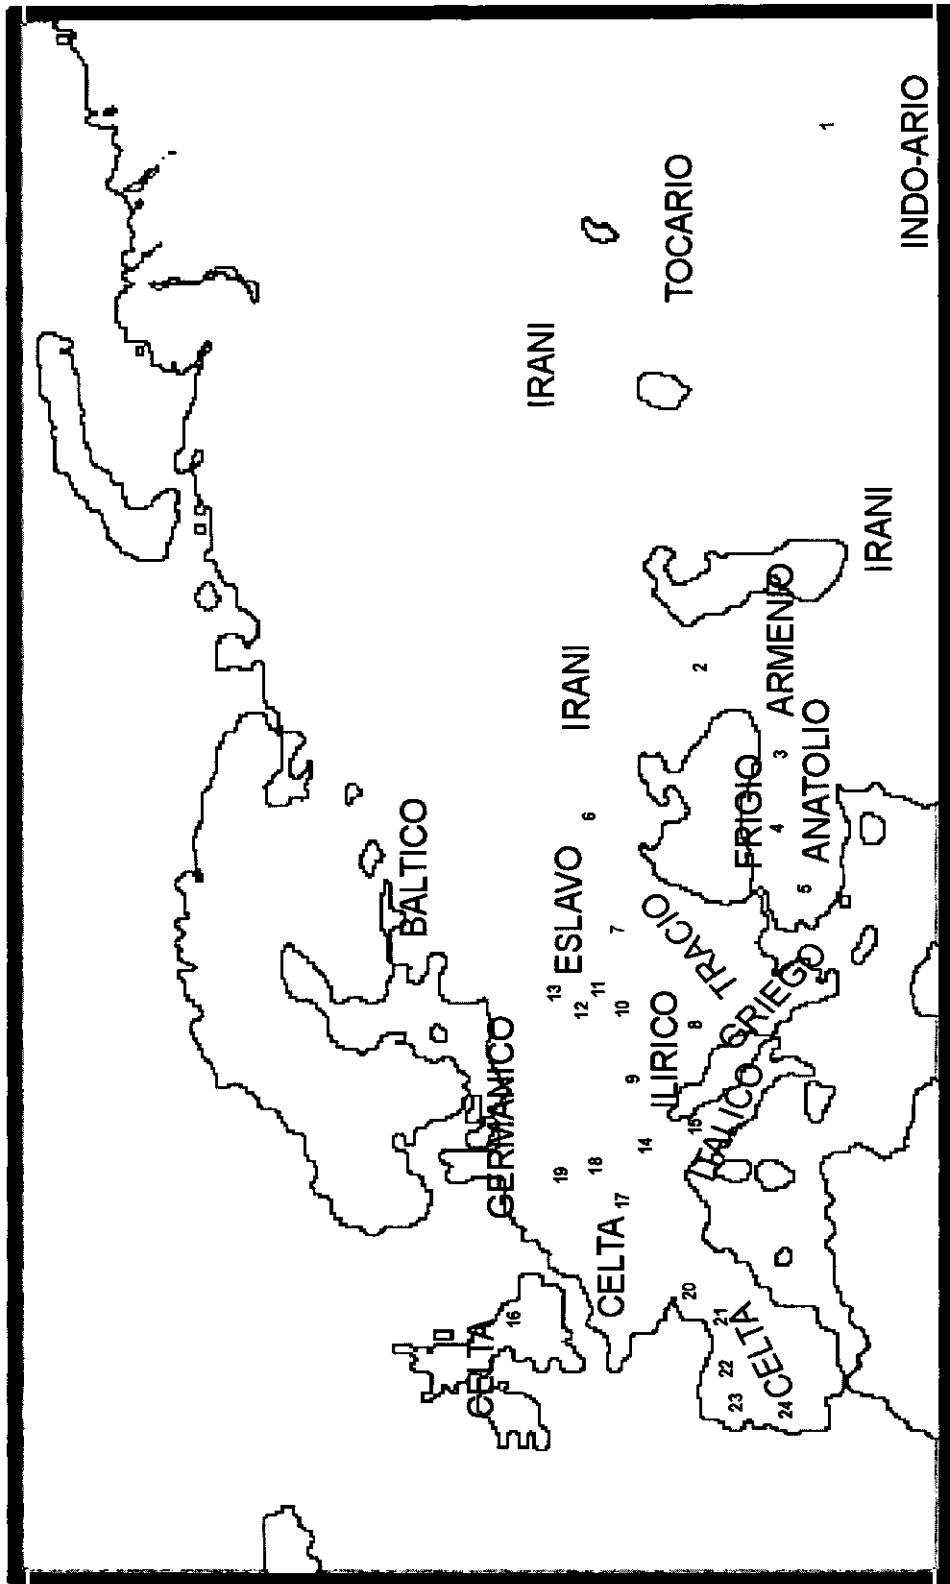 BALTICO
CELTA
GERMANICO
16
IRANI
13
19
ESLAVO
IRANI
12
6
18
11
CELTA
17
7
10
9
14
ILIRICO
TRACIO
TOCARIO
20
15
8
2
21
22
23
ITALICO
FRIGIO
CELTA
GRIEGO
4
3
ARMENIO
24
5
ANATOLIO
1
IRANI
INDO-ARIO